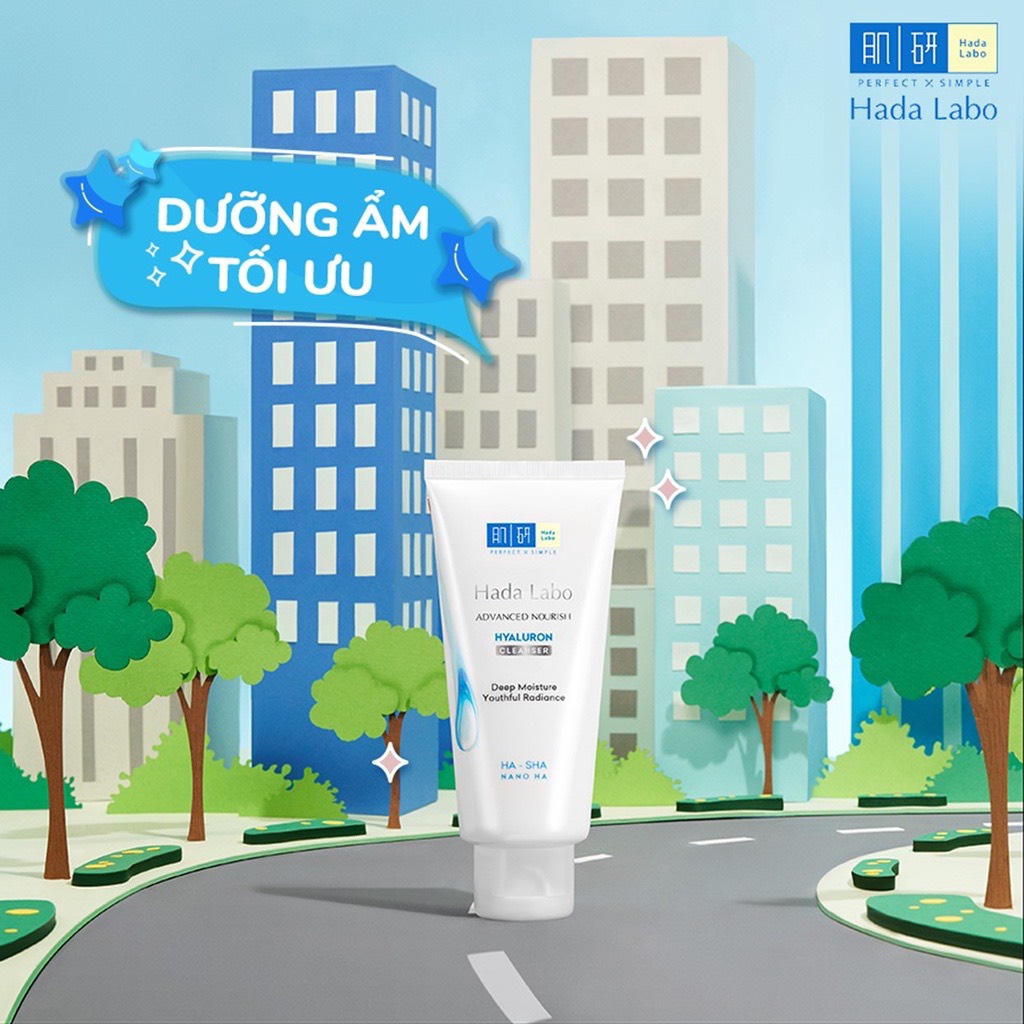 肌研
Hada
Labo
PERFECT X SIMPLE
Hada Labo
DƯỠNG ẨM
TỐI ƯU
肌研
Hada
Labo
PERFECT X SIMPLE
Hada Labo
ADVANCED NOURISH
HYALURON
CLEANSER
Deep Moisture
Youthful Radiance
HA - SHA
NANO HA